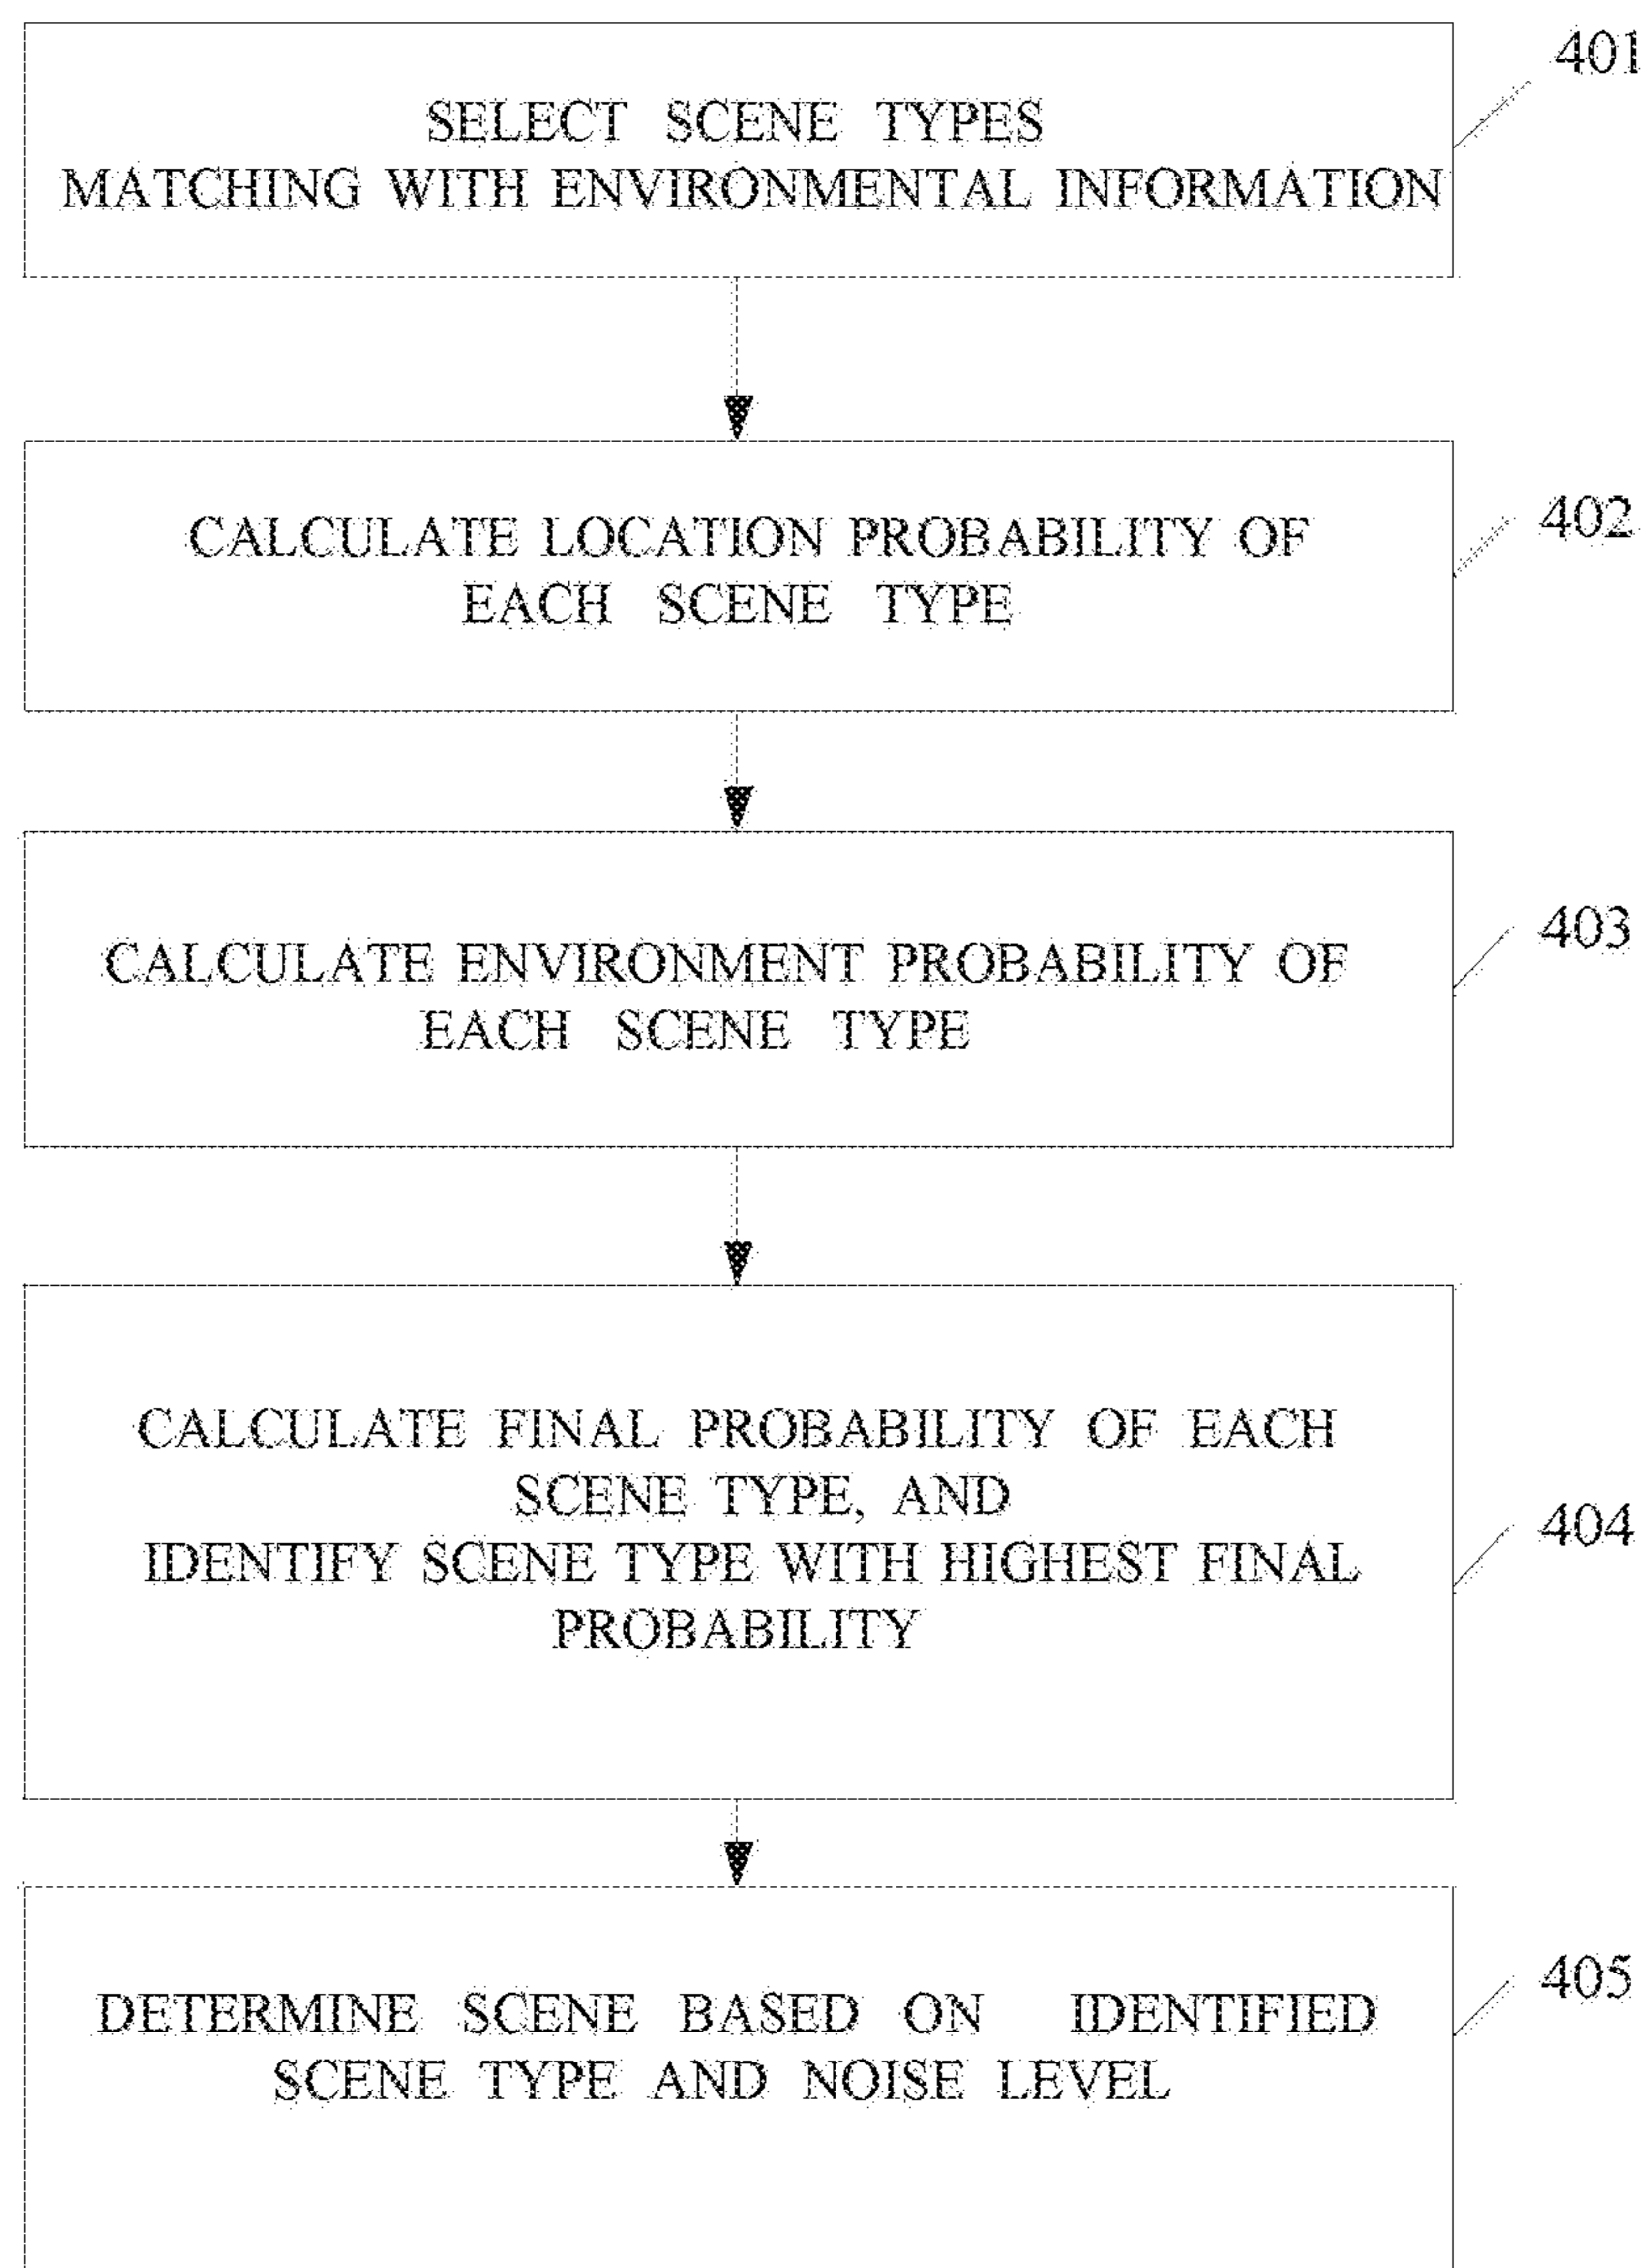 401
SELECT SCENE TYPES
MATCHING WITH ENVIRONMENTAL INFORMATION
402
CALCULATE LOCATION PROBABILITY OF
EACH SCENE TYPE
403
CALCULATE ENVIRONMENT PROBABILITY OF
EACH SCENE TYPE
CALCULATE FINAL PROBABILITY OF EACH
SCENE TYPE, AND
404
IDENTIFY SCENE TYPE WITH HIGHEST FINAL
PROBABILITY
405
DETERMINE SCENE BASED ON IDENTIFIED
SCENE TYPE AND NOISE LEVEL